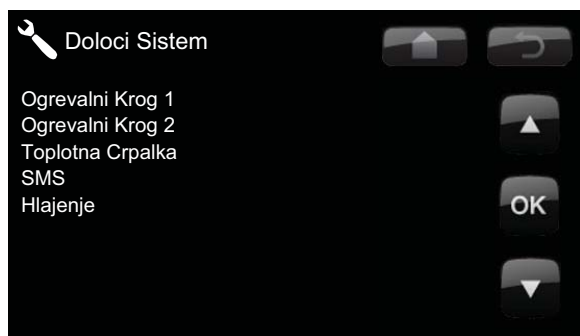 Doloci Sistem
Ogrevalni Krog 1
Ogrevalni Krog 2
Toplotna Crpalka
SMS
Hlajenje
OK